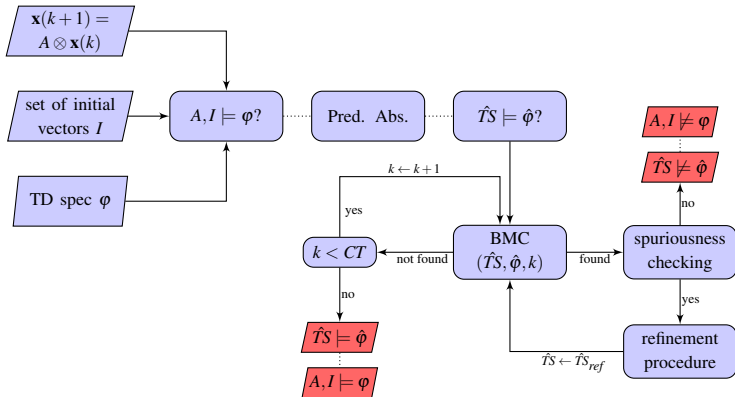 x(k+1) =
A ⊗ x(k)
set of initial
vectors I
TD spec φ
A, I ⊨ φ?
Pred. Abs.
T̂S ⊨ φ̂?
A, I ⊭ φ
T̂S ⊭ φ̂
no
k ← k+1
yes
k < CT
not found
BMC
(T̂S, φ̂, k)
found
spuriousness
checking
yes
no
refinement
procedure
T̂S ← T̂S_ref
T̂S ⊨ φ̂
A, I ⊨ φ